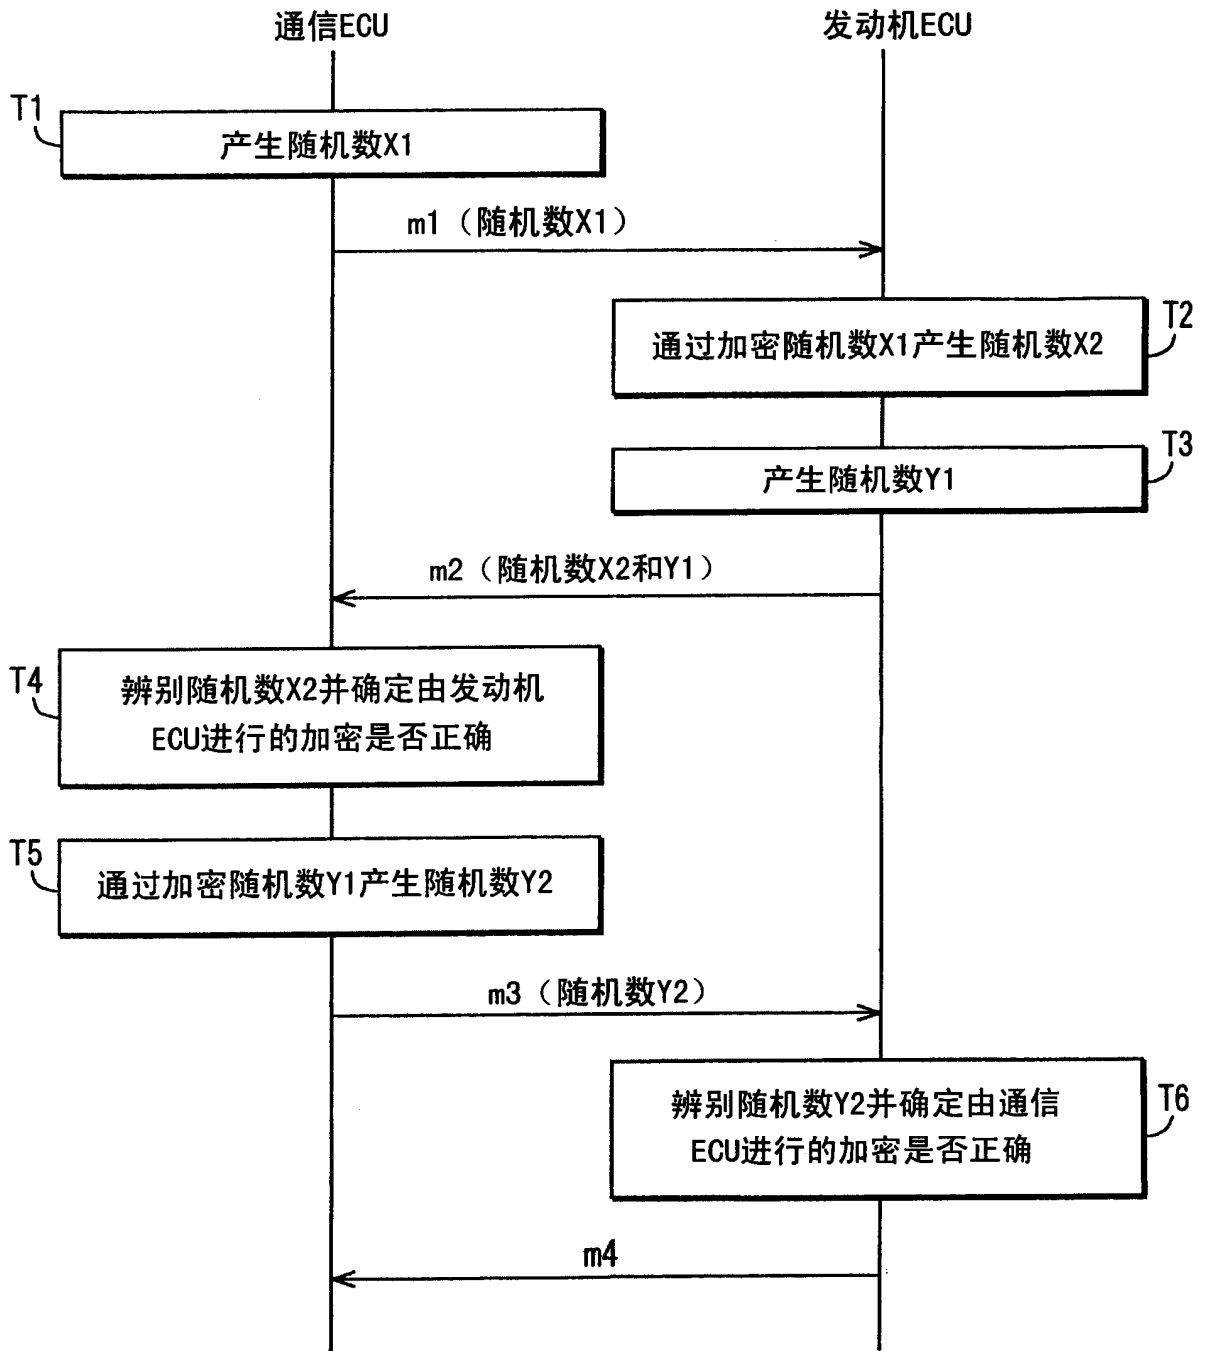 通信ECU
发动机ECU
T1
产生随机数X1
m1（随机数X1）
T2
通过加密随机数X1产生随机数X2
T3
产生随机数Y1
m2（随机数X2和Y1）
T4
辨别随机数X2并确定由发动机
ECU进行的加密是否正确
T5
通过加密随机数Y1产生随机数Y2
m3（随机数Y2）
T6
辨别随机数Y2并确定由通信
ECU进行的加密是否正确
m4